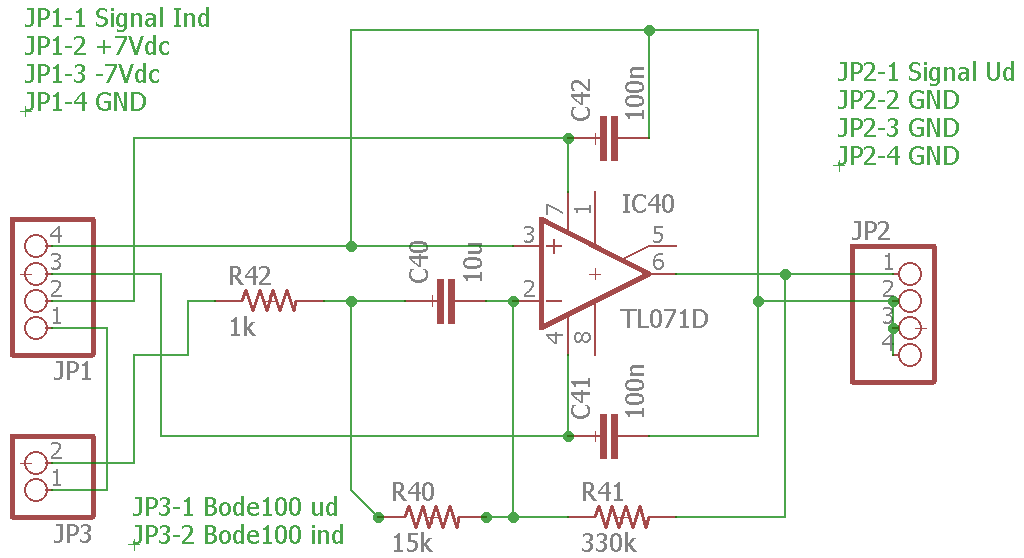 JP1-1 Signal Ind
JP1-2 +7Vdc
JP1-3 -7Vdc
JP1-4 GND
JP2-1 Signal Ud
JP2-2 GND
JP2-3 GND
JP2-4 GND
C42
100n
7
1
IC40
3
5
6
2
4
8
TL071D
C40
10u
R42
1k
4
3
2
1
JP1
JP2
1
2
3
4
C41
100n
2
1
JP3
JP3-1 Bode100 ud
JP3-2 Bode100 ind
R40
15k
R41
330k